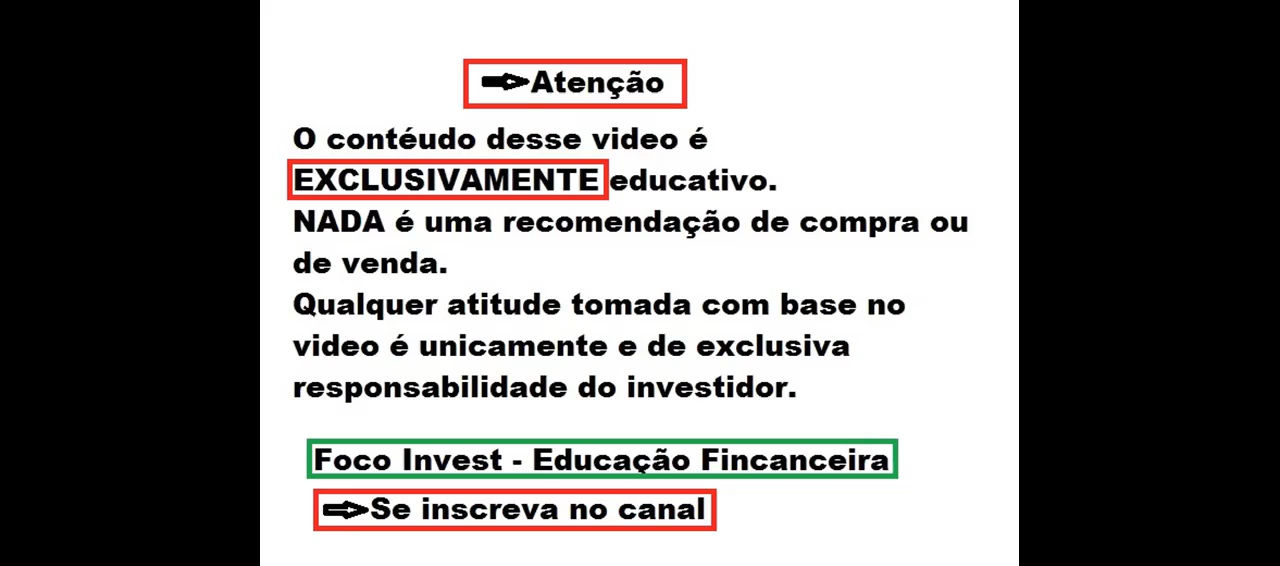 Atenção
O contéudo desse video é
EXCLUSIVAMENTE educativo.
NADA é uma recomendação de compra ou
de venda.
Qualquer atitude tomada com base no
video é unicamente e de exclusiva
responsabilidade do investidor.
Foco Invest - Educação Fincanceira
Se inscreva no canal